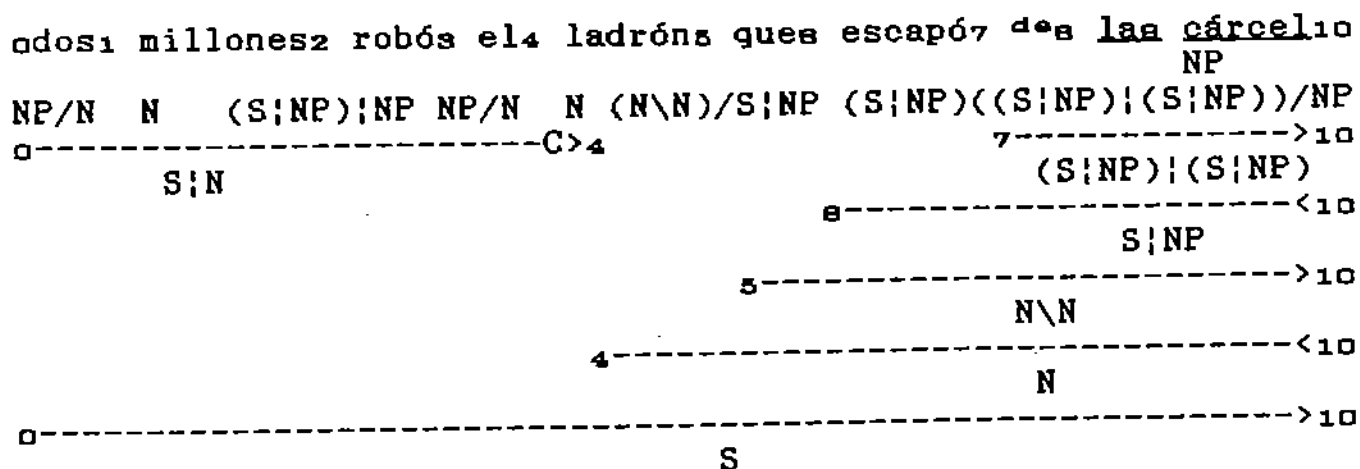 0dos1 millones2 robó3 el4 ladrón5 que6 escapó7 de8 la9 cárcel10
NP
NP/N N (S¦NP)¦NP NP/N N (N\N)/S¦NP (S¦NP)((S¦NP)¦(S¦NP))/NP
0-----------------------C>4 7-------------->10
S¦N (S¦NP)¦(S¦NP)
6----------------------<10
S¦NP
5---------------------------->10
N\N
4-----------------------------------<10
N
0----------------------------------------------------------------->10
S